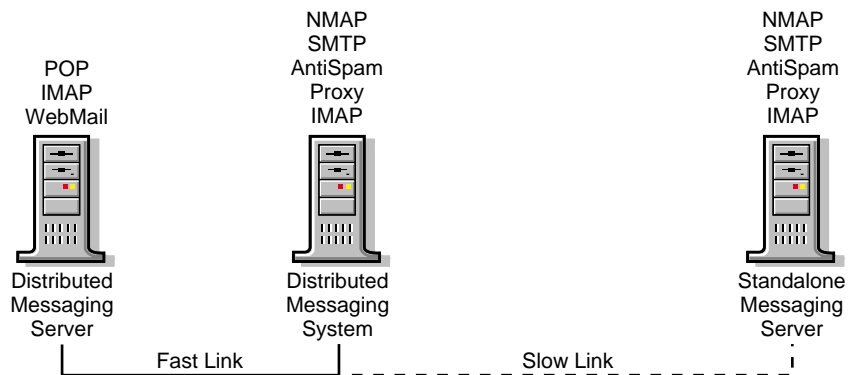 POP
IMAP
WebMail
Distributed
Messaging
Server
NMAP
SMTP
AntiSpam
Proxy
IMAP
Distributed
Messaging
System
NMAP
SMTP
AntiSpam
Proxy
IMAP
Standalone
Messaging
Server
Fast Link
Slow Link